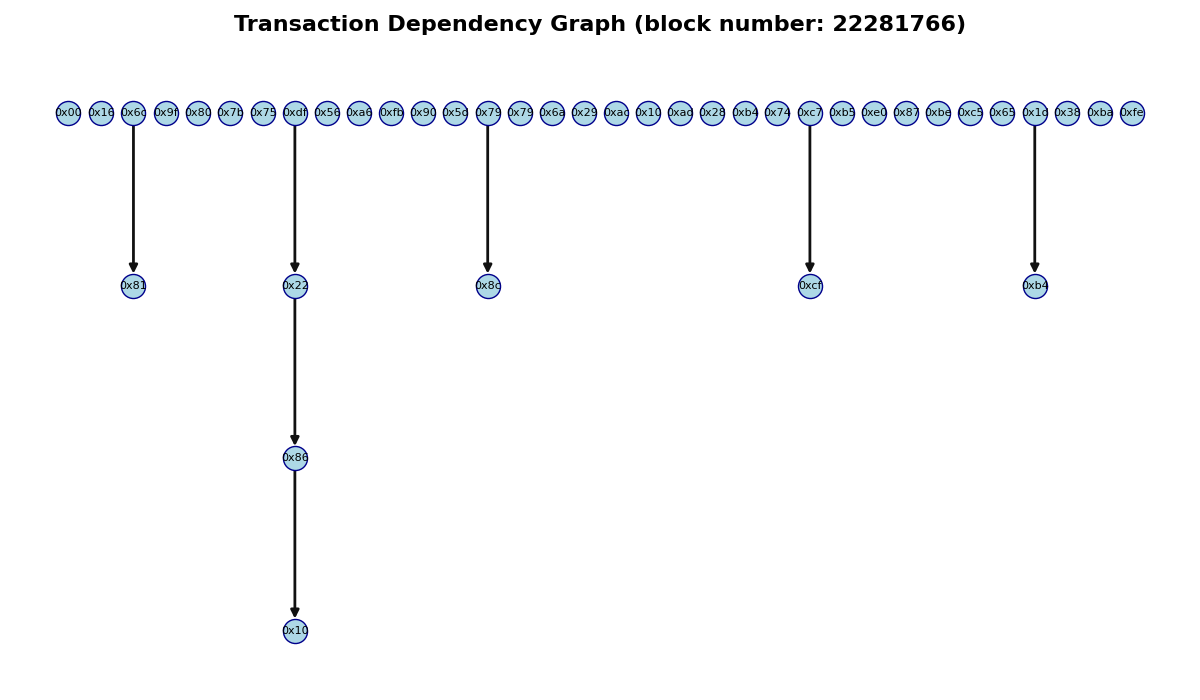 Transaction Dependency Graph (block number: 22281766)
0x00 0x16 0x6c 0x9f 0x80 0x7b 0x75 0xdf 0x56 0xa6 0xfb 0x90 0x5c 0x79 0x79 0x6a 0x29 0xac 0x10 0xad 0x28 0xb4 0x74 0xc7 0xb5 0xe0 0x87 0xbe 0xc5 0x65 0x1c 0x38 0xba 0xfe
0x81 0x22 0x8c 0xcf 0xb4
0x86
0x10